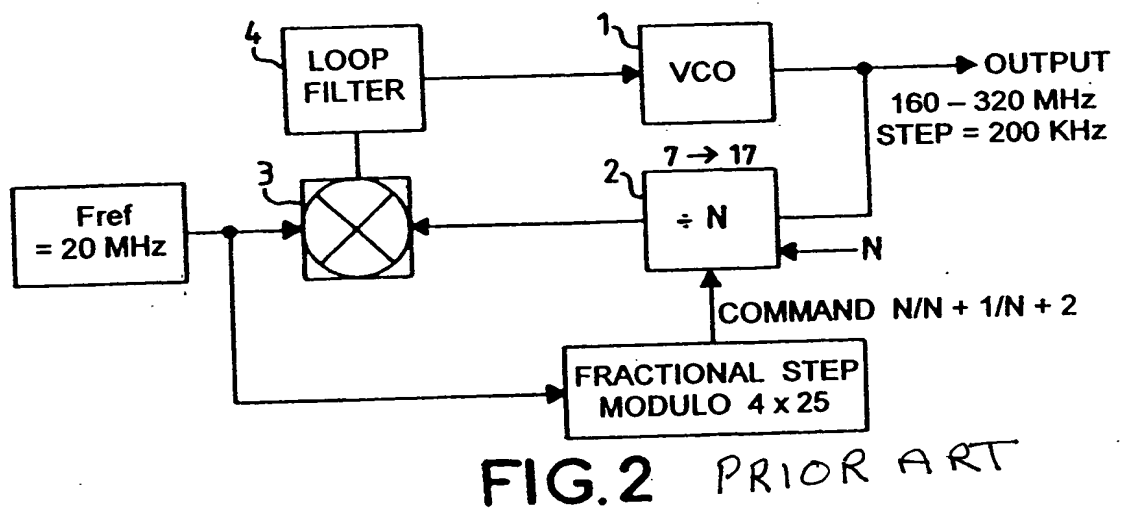 4
LOOP
FILTER
1
VCO
OUTPUT
160 – 320 MHz
STEP = 200 KHz
7 → 17
3
2
Fref
= 20 MHz
÷ N
N
COMMAND N/N + 1/N + 2
FRACTIONAL STEP
MODULO 4 x 25
FIG. 2 PRIOR ART